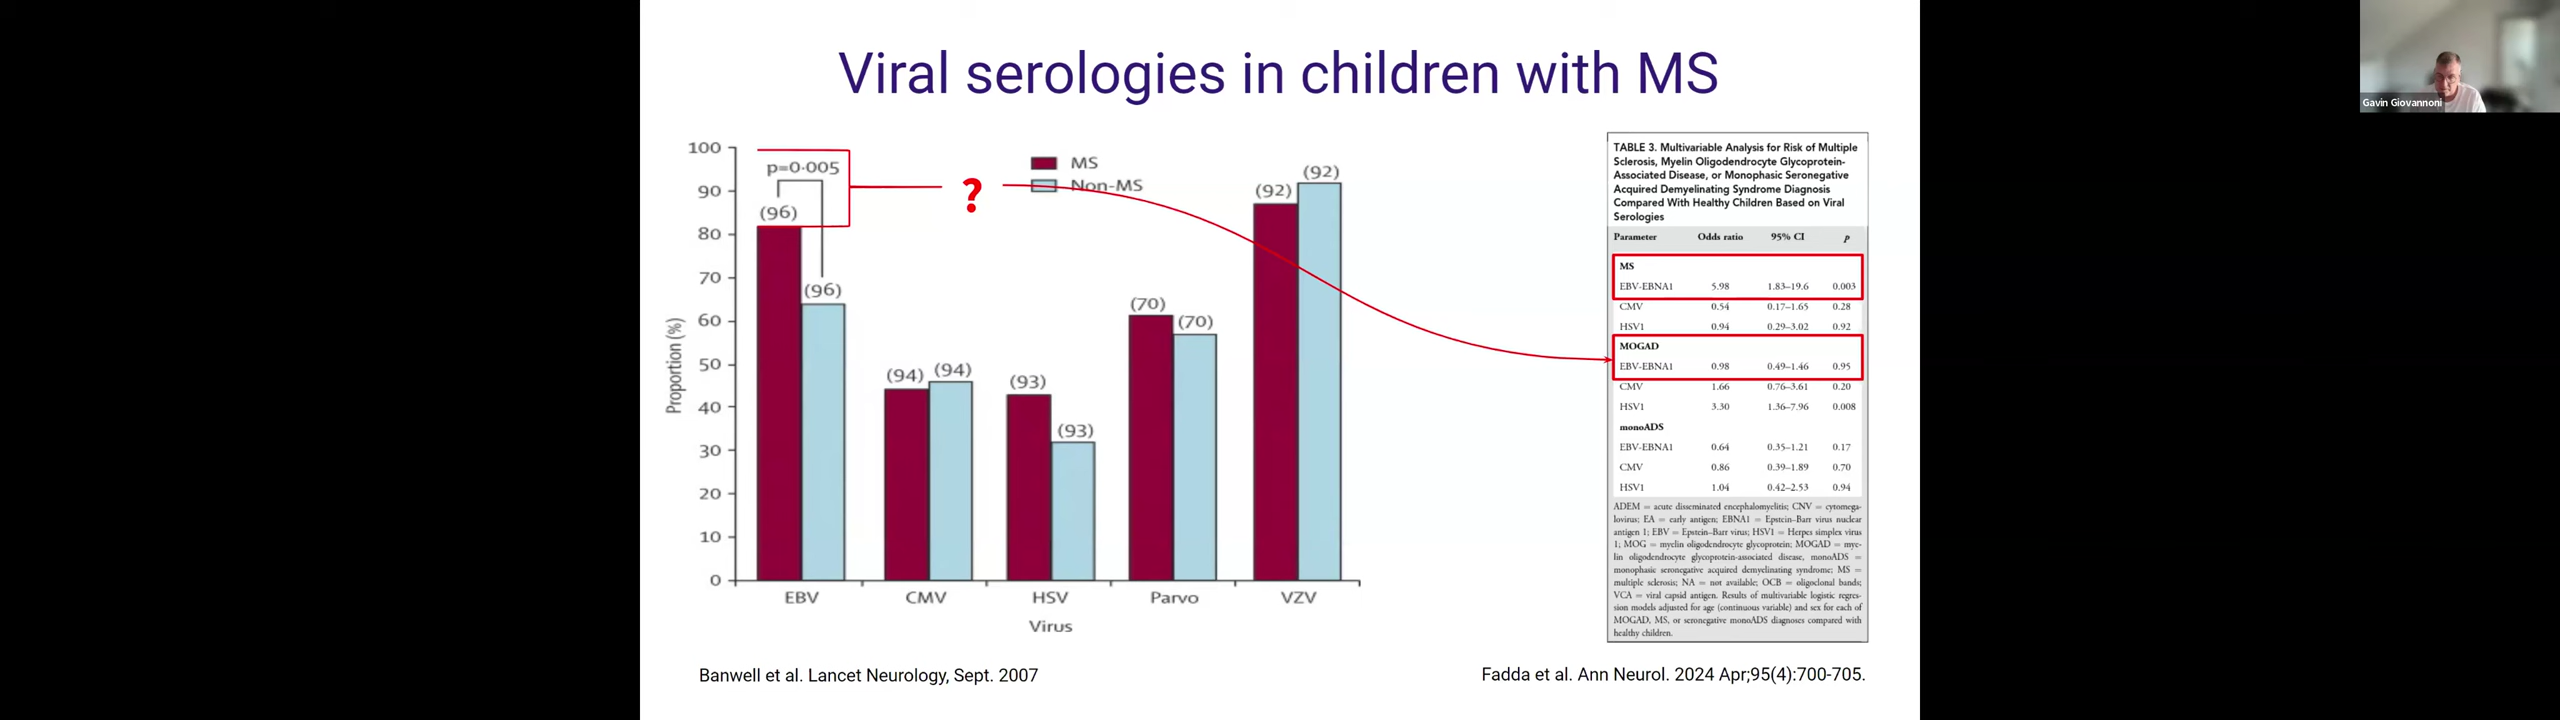 Viral serologies in children with MS
100
90
80
70
60
50
40
30
20
10
0
Proportion (%)
p=0·005
(96)
(96)
(94)
(94)
(93)
(93)
(70)
(70)
(92)
(92)
MS
Non-MS
?
EBV
CMV
HSV
Parvo
VZV
Virus
Banwell et al. Lancet Neurology, Sept. 2007
TABLE 3. Multivariable Analysis for Risk of Multiple
Sclerosis, Myelin Oligodendrocyte Glycoprotein-
Associated Disease, or Monophasic Seronegative
Acquired Demyelinating Syndrome Diagnosis
Compared With Healthy Children Based on Viral
Serologies
Parameter Odds ratio 95% CI p
MS
EBV-EBNA1 5.98 1.83–19.6 0.003
CMV 0.54 0.17–1.65 0.28
HSV1 0.94 0.29–3.02 0.92
MOGAD
EBV-EBNA1 0.98 0.49–1.46 0.95
CMV 1.66 0.76–3.61 0.20
HSV1 3.30 1.36–7.96 0.008
monoADS
EBV-EBNA1 0.64 0.35–1.21 0.17
CMV 0.86 0.39–1.89 0.70
HSV1 1.04 0.42–2.53 0.94
ADEM = acute disseminated encephalomyelitis; CNV = cytomega-
lovirus; EA = early antigen; EBNA1 = Epstein–Barr virus nuclear
antigen 1; EBV = Epstein–Barr virus; HSV1 = Herpes simplex virus
1; MOG = myelin oligodendrocyte glycoprotein; MOGAD = mye-
lin oligodendrocyte glycoprotein-associated disease, monoADS =
monophasic seronegative acquired demyelinating syndrome; MS =
multiple sclerosis; NA = not available; OCB = oligoclonal bands;
VCA = viral capsid antigen. Results of multivariable logistic regres-
sion models adjusted for age (continuous variable) and sex for each of
MOGAD, MS, or seronegative monoADS diagnoses compared with
healthy children.
Fadda et al. Ann Neurol. 2024 Apr;95(4):700-705.
Gavin Giovannoni